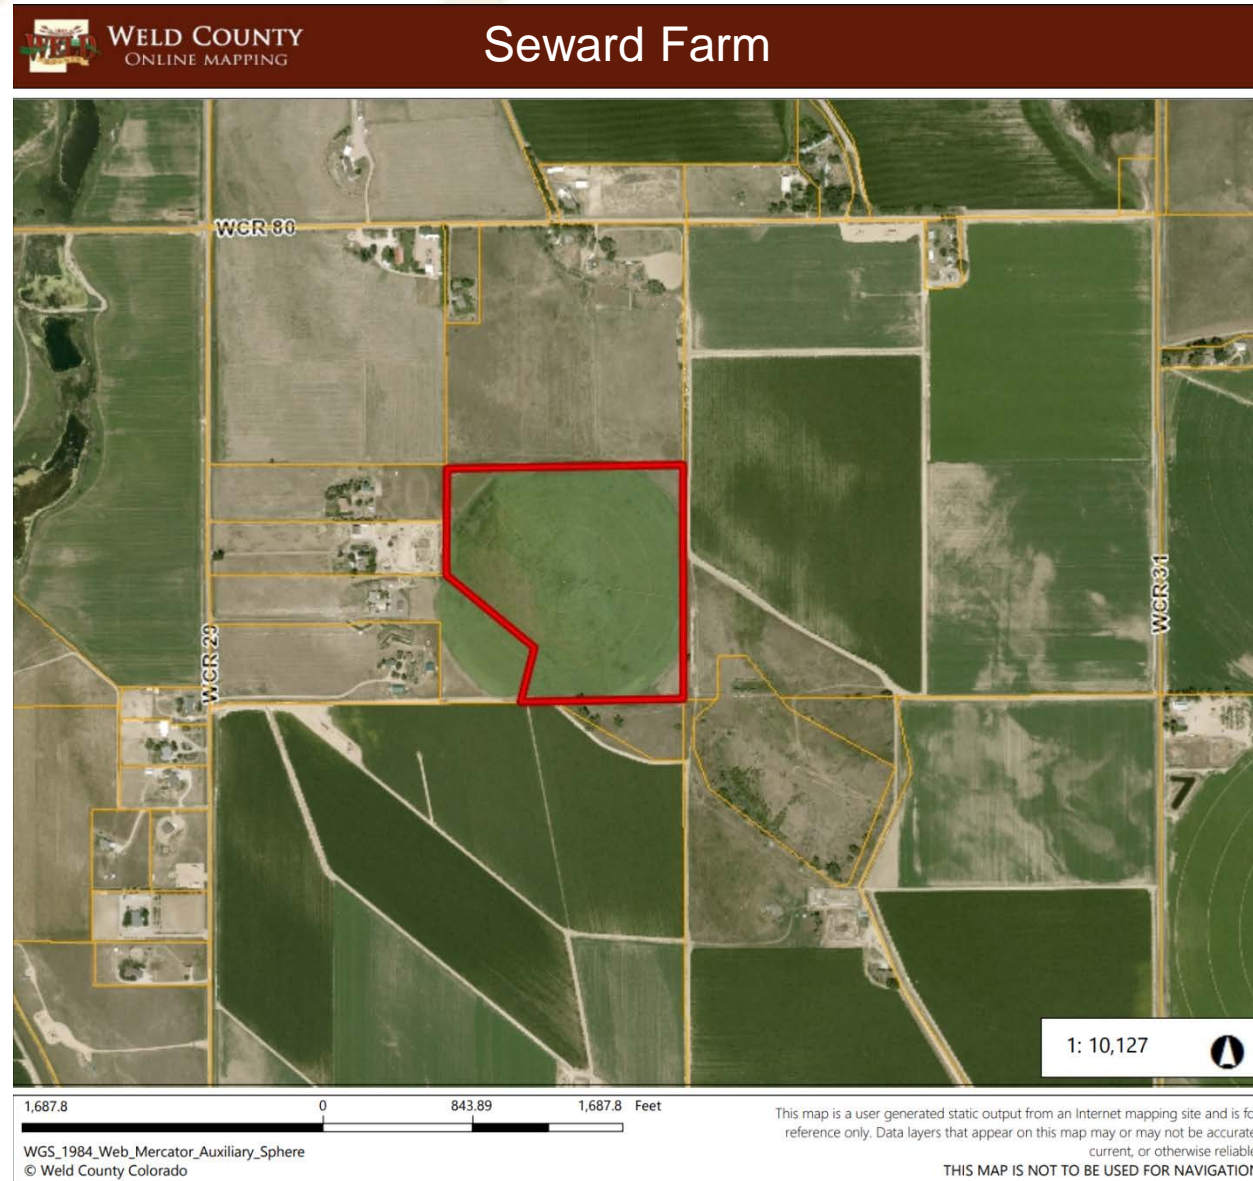 WELD
WELD COUNTY
ONLINE MAPPING
Seward Farm
WCR 80
WCR 29
WCR 31
1: 10,127
1,687.8 0 843.89 1,687.8 Feet
WGS_1984_Web_Mercator_Auxiliary_Sphere
© Weld County Colorado
This map is a user generated static output from an Internet mapping site and is fo
reference only. Data layers that appear on this map may or may not be accurate
current, or otherwise reliable
THIS MAP IS NOT TO BE USED FOR NAVIGATION